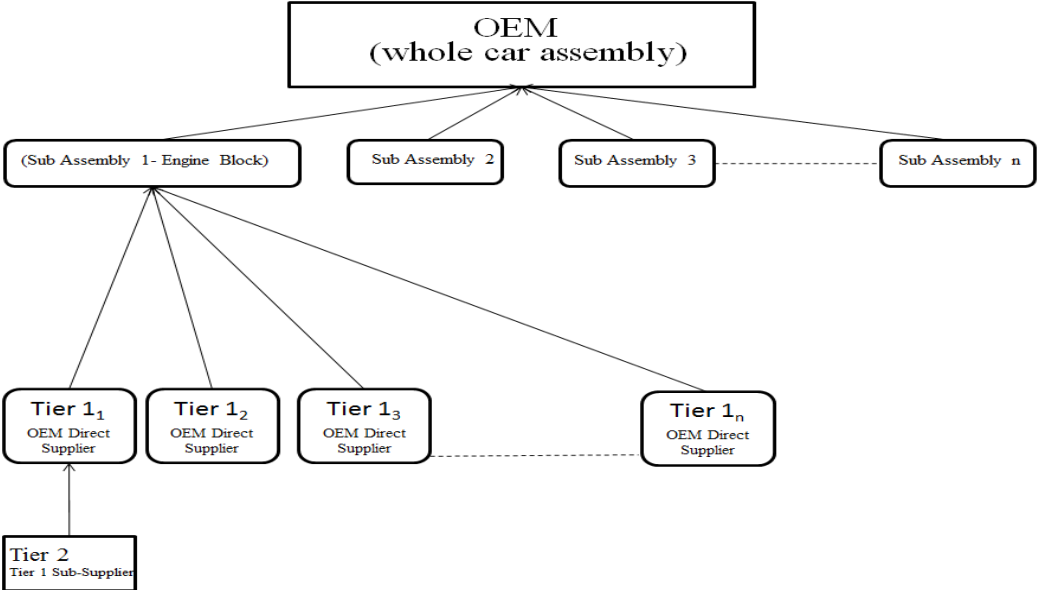 OEM
(whole car assembly)
(Sub Assembly 1- Engine Block)
Sub Assembly 2
Sub Assembly 3
Sub Assembly n
Tier 1₁
OEM Direct
Supplier
Tier 1₂
OEM Direct
Supplier
Tier 1₃
OEM Direct
Supplier
Tier 1ₙ
OEM Direct
Supplier
Tier 2
Tier 1 Sub-Supplier